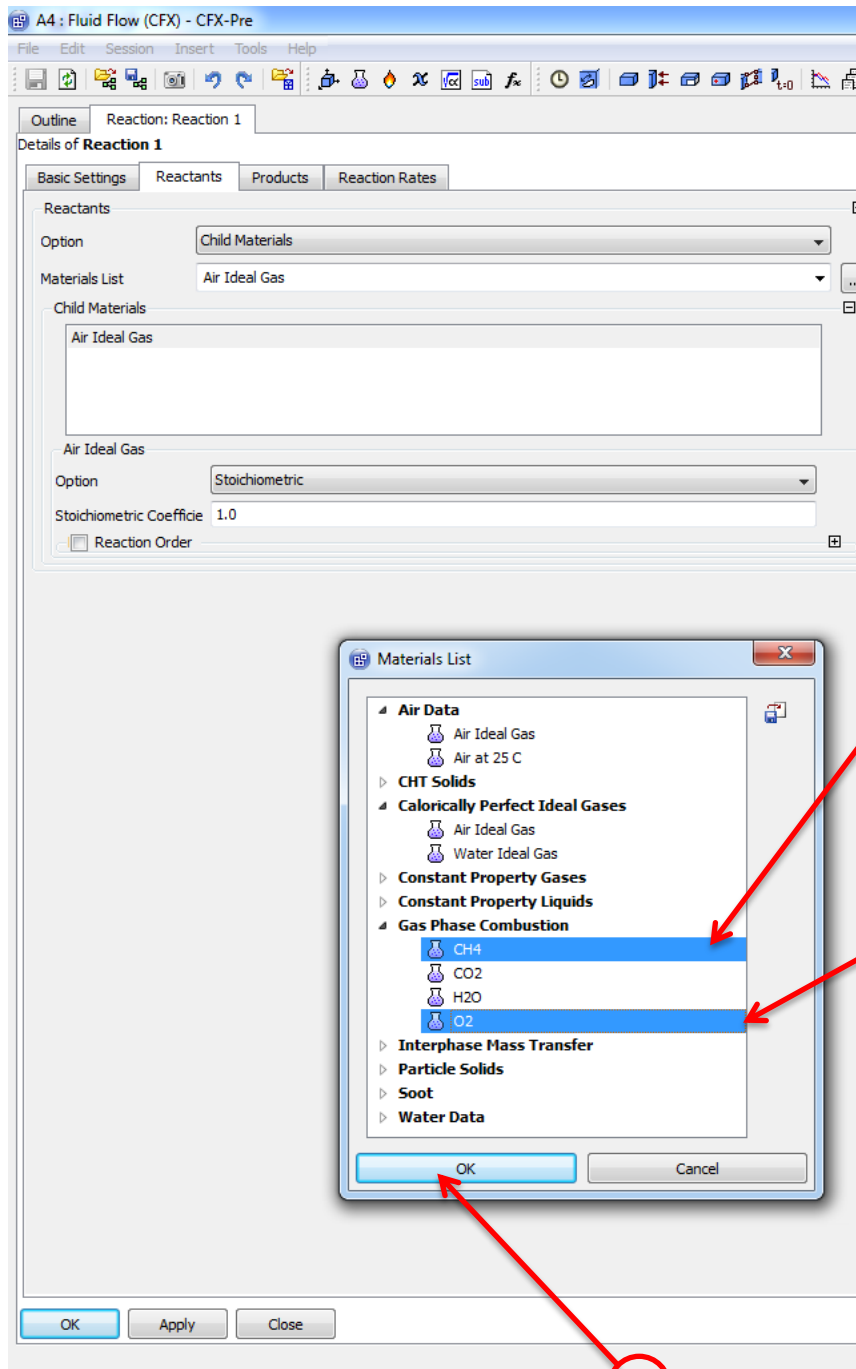 A4 : Fluid Flow (CFX) - CFX-Pre
File Edit Session Insert Tools Help
√α sub f∞ t=0
Outline Reaction: Reaction 1
Details of Reaction 1
Basic Settings Reactants Products Reaction Rates
Reactants
Option Child Materials
Materials List Air Ideal Gas ...
Child Materials
Air Ideal Gas
Air Ideal Gas
Option Stoichiometric
Stoichiometric Coefficie 1.0
Reaction Order
Materials List
Air Data
Air Ideal Gas
Air at 25 C
CHT Solids
Calorically Perfect Ideal Gases
Air Ideal Gas
Water Ideal Gas
Constant Property Gases
Constant Property Liquids
Gas Phase Combustion
CH4
CO2
H2O
O2
Interphase Mass Transfer
Particle Solids
Soot
Water Data
OK Cancel
OK Apply Close